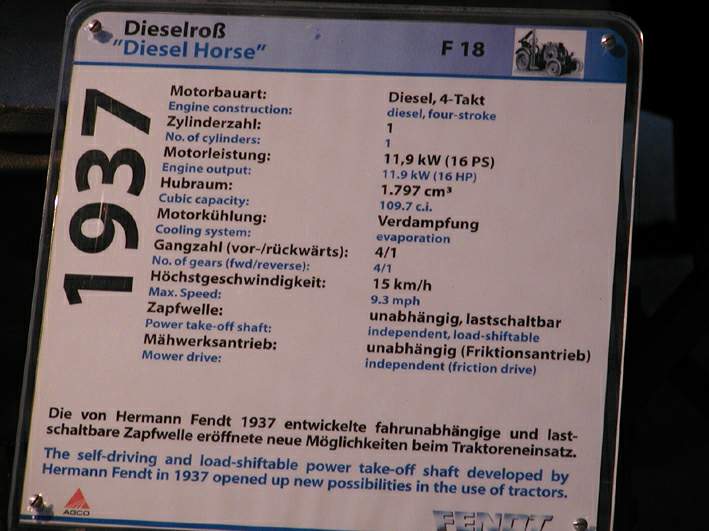 Dieselroß
"Diesel Horse"
F 18
1937
Motorbauart: Diesel, 4-Takt
Engine construction: diesel, four-stroke
Zylinderzahl: 1
No. of cylinders: 1
Motorleistung: 11,9 kW (16 PS)
Engine output: 11.9 kW (16 HP)
Hubraum: 1.797 cm³
Cubic capacity: 109.7 c.i.
Motorkühlung: Verdampfung
Cooling system: evaporation
Gangzahl (vor-/rückwärts): 4/1
No. of gears (fwd/reverse): 4/1
Höchstgeschwindigkeit: 15 km/h
Max. Speed: 9.3 mph
Zapfwelle: unabhängig, lastschaltbar
Power take-off shaft: independent, load-shiftable
Mähwerksantrieb: unabhängig (Friktionsantrieb)
Mower drive: independent (friction drive)
Die von Hermann Fendt 1937 entwickelte fahrunabhängige und last-
schaltbare Zapfwelle eröffnete neue Möglichkeiten beim Traktoreneinsatz.
The self-driving and load-shiftable power take-off shaft developed by
Hermann Fendt in 1937 opened up new possibilities in the use of tractors.
AGCO
FENDT